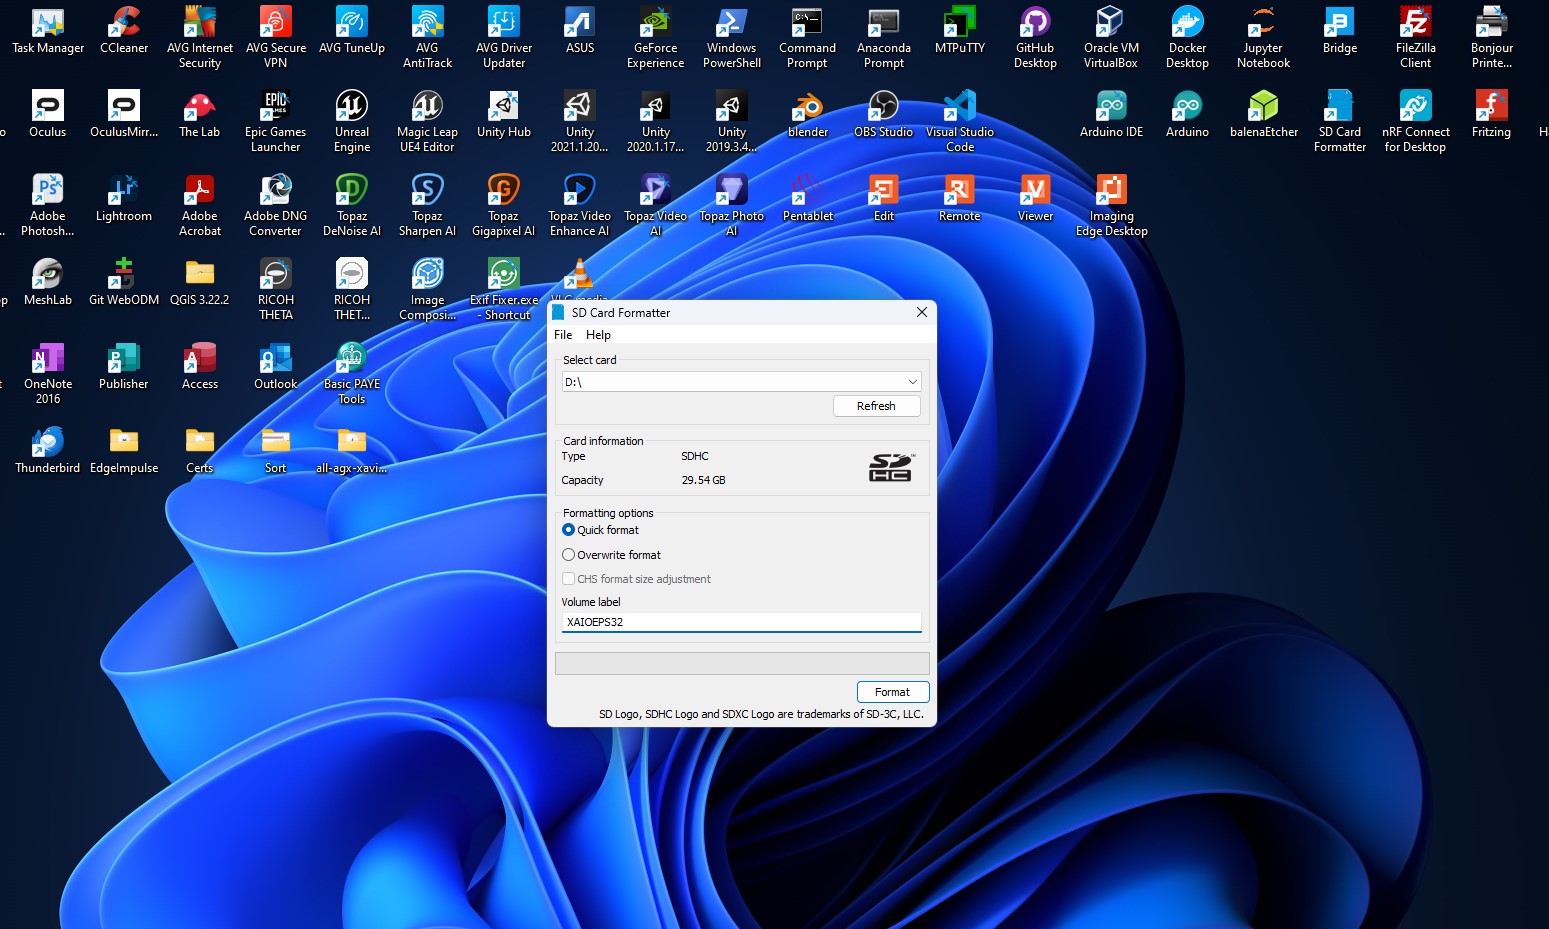 Task Manager
CCleaner
AVG Internet
Security
AVG Secure
VPN
AVG TuneUp
AVG
AntiTrack
AVG Driver
Updater
ASUS
GeForce
Experience
Windows
PowerShell
Command
Prompt
Anaconda
Prompt
MTPuTTY
GitHub
Desktop
Oracle VM
VirtualBox
Docker
Desktop
Jupyter
Notebook
Bridge
FileZilla
Client
Bonjour
Printe...
Oculus
OculusMirr...
The Lab
Epic Games
Launcher
Unreal
Engine
Magic Leap
UE4 Editor
Unity Hub
Unity
2021.1.20...
Unity
2020.1.17...
Unity
2019.3.4...
blender
OBS Studio
Visual Studio
Code
Arduino IDE
Arduino
balenaEtcher
SD Card
Formatter
nRF Connect
for Desktop
Fritzing
Adobe
Photosh...
Lightroom
Adobe
Acrobat
Adobe DNG
Converter
Topaz
DeNoise AI
Topaz
Sharpen AI
Topaz
Gigapixel AI
Topaz Video
Enhance AI
Topaz Video
AI
Topaz Photo
AI
Pentablet
Edit
Remote
Viewer
Imaging
Edge Desktop
MeshLab
Git WebODM
QGIS 3.22.2
RICOH
THETA
RICOH
THET...
Image
Composi...
Exif Fixer.exe
- Shortcut
VLC media
OneNote
2016
Publisher
Access
Outlook
Basic PAYE
Tools
Thunderbird
EdgeImpulse
Certs
Sort
all-agx-xavi...
SD Card Formatter
File Help
Select card
D:\
Refresh
Card information
Type SDHC
Capacity 29.54 GB
SD HC
Formatting options
Quick format
Overwrite format
CHS format size adjustment
Volume label
XAIOEPS32
Format
SD Logo, SDHC Logo and SDXC Logo are trademarks of SD-3C, LLC.